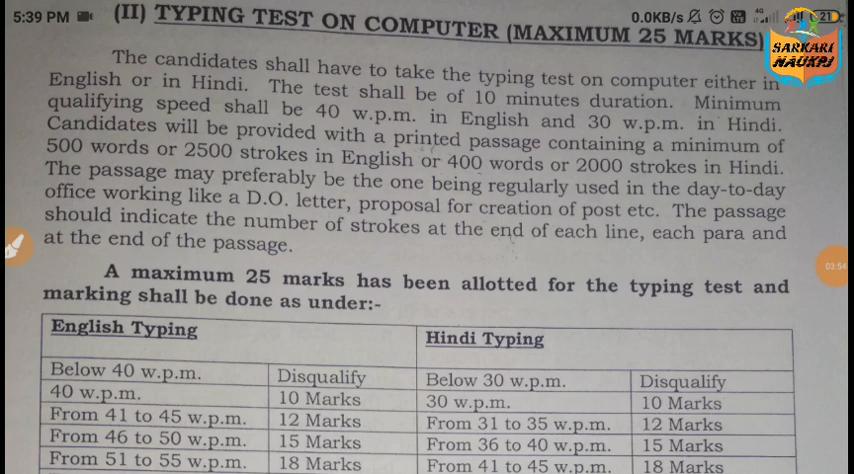 5:39 PM
0.0KB/s
4G
21
SARKARI
NAUKRI
(II) TYPING TEST ON COMPUTER (MAXIMUM 25 MARKS)
The candidates shall have to take the typing test on computer either in
English or in Hindi. The test shall be of 10 minutes duration. Minimum
qualifying speed shall be 40 w.p.m. in English and 30 w.p.m. in Hindi.
Candidates will be provided with a printed passage containing a minimum of
500 words or 2500 strokes in English or 400 words or 2000 strokes in Hindi.
The passage may preferably be the one being regularly used in the day-to-day
office working like a D.O. letter, proposal for creation of post etc. The passage
should indicate the number of strokes at the end of each line, each para and
at the end of the passage.
03:54
A maximum 25 marks has been allotted for the typing test and
marking shall be done as under:-
English Typing Hindi Typing
Below 40 w.p.m. Disqualify Below 30 w.p.m. Disqualify
40 w.p.m. 10 Marks 30 w.p.m. 10 Marks
From 41 to 45 w.p.m. 12 Marks From 31 to 35 w.p.m. 12 Marks
From 46 to 50 w.p.m. 15 Marks From 36 to 40 w.p.m. 15 Marks
From 51 to 55 w.p.m. 18 Marks From 41 to 45 w.p.m. 18 Marks